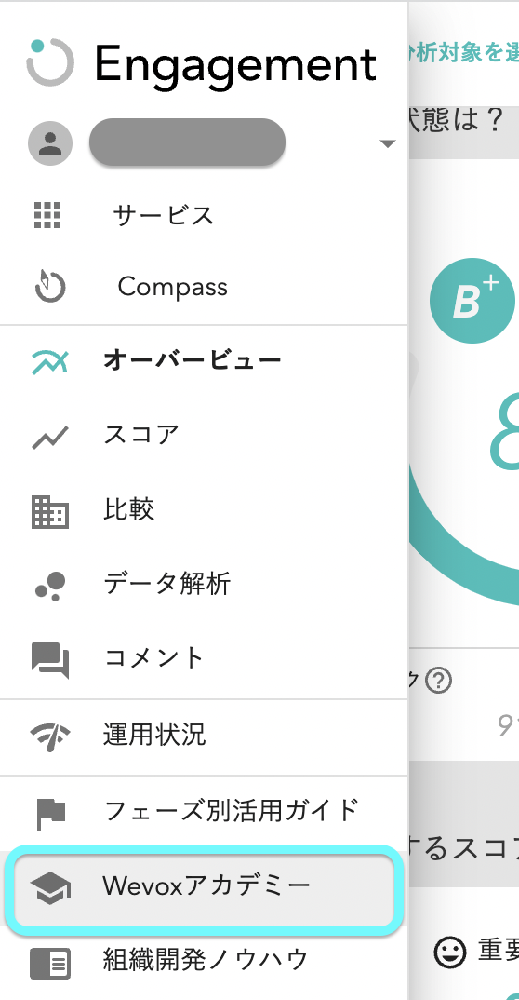 Engagement
分析対象を選
状態は？
サービス
Compass
B+
オーバービュー
8
スコア
比較
データ解析
コメント
ク
?
運用状況
9
フェーズ別活用ガイド
するスコ
Wevoxアカデミー
組織開発ノウハウ
重要